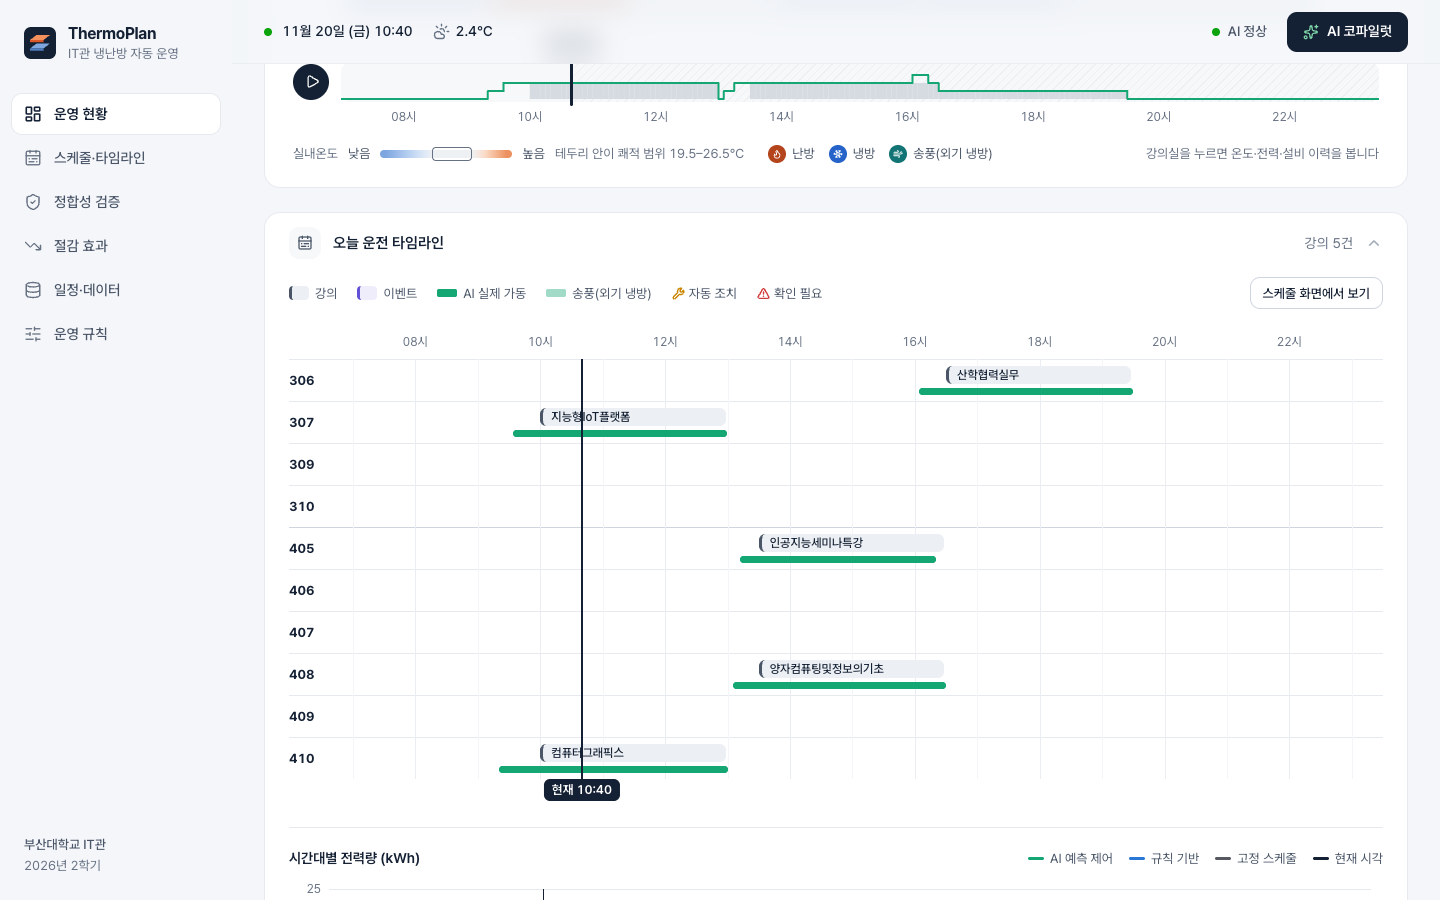 ThermoPlan
IT관 냉난방 자동 운영
운영 현황
스케줄·타임라인
정합성 검증
절감 효과
일정·데이터
운영 규칙
부산대학교 IT관
2026년 2학기
11월 20일 (금) 10:40 2.4°C
AI 정상
AI 코파일럿
08시 10시 12시 14시 16시 18시 20시 22시
실내온도 낮음 높음 테두리 안이 쾌적 범위 19.5–26.5°C 난방 냉방 송풍(외기 냉방) 강의실을 누르면 온도·전력·설비 이력을 봅니다
오늘 운전 타임라인 강의 5건
강의 이벤트 AI 실제 가동 송풍(외기 냉방) 자동 조치 확인 필요 스케줄 화면에서 보기
08시 10시 12시 14시 16시 18시 20시 22시
306 산학협력실무
307 지능형IoT플랫폼
309
310
405 인공지능세미나특강
406
407
408 양자컴퓨팅및정보의기초
409
410 컴퓨터그래픽스
현재 10:40
시간대별 전력량 (kWh) AI 예측 제어 규칙 기반 고정 스케줄 현재 시각
25